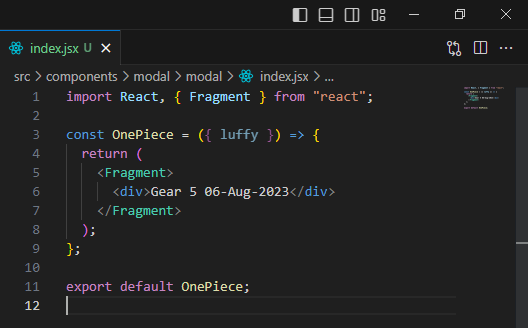 index.jsx U
src > components > modal > modal > index.jsx > ...
1 import React, { Fragment } from "react";
2
3 const OnePiece = ({ luffy }) => {
4 return (
5 <Fragment>
6 <div>Gear 5 06-Aug-2023</div>
7 </Fragment>
8 );
9 };
10
11 export default OnePiece;
12